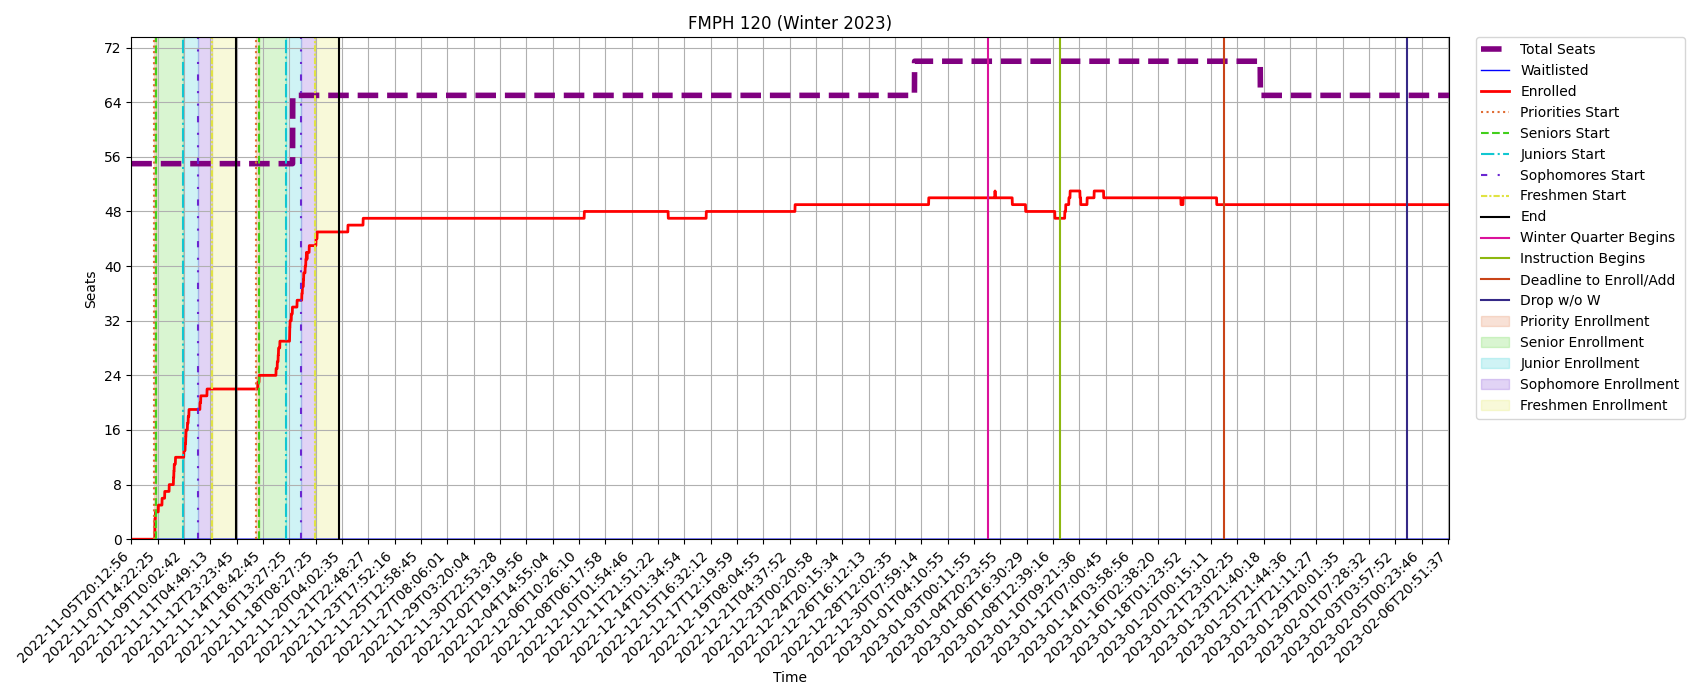 FMPH 120 (Winter 2023)
Seats
72
64
56
48
40
32
24
16
8
0
2022-11-05T20:12:56
2022-11-07T14:22:25
2022-11-09T10:02:42
2022-11-11T04:49:13
2022-11-12T23:23:45
2022-11-14T18:42:45
2022-11-16T13:27:25
2022-11-18T08:27:25
2022-11-20T04:02:35
2022-11-21T22:48:27
2022-11-23T17:52:16
2022-11-25T12:58:45
2022-11-27T08:06:01
2022-11-29T03:20:04
2022-11-30T22:53:28
2022-12-02T19:19:56
2022-12-04T14:55:04
2022-12-06T10:26:10
2022-12-08T06:17:58
2022-12-10T01:54:46
2022-12-11T21:51:22
2022-12-14T01:34:54
2022-12-15T16:32:12
2022-12-17T12:19:59
2022-12-19T08:04:55
2022-12-21T04:37:52
2022-12-23T00:20:58
2022-12-24T20:15:34
2022-12-26T16:12:13
2022-12-28T12:02:35
2022-12-30T07:59:14
2023-01-01T04:10:55
2023-01-03T00:11:55
2023-01-04T20:23:55
2023-01-06T16:30:29
2023-01-08T12:39:16
2023-01-10T09:21:36
2023-01-12T07:00:45
2023-01-14T03:58:56
2023-01-16T02:38:20
2023-01-18T01:23:52
2023-01-20T00:15:11
2023-01-21T23:02:25
2023-01-23T21:40:18
2023-01-25T21:44:36
2023-01-27T21:11:27
2023-01-29T20:01:35
2023-02-01T07:28:32
2023-02-03T03:57:52
2023-02-05T00:23:46
2023-02-06T20:51:37
Time
Total Seats
Waitlisted
Enrolled
Priorities Start
Seniors Start
Juniors Start
Sophomores Start
Freshmen Start
End
Winter Quarter Begins
Instruction Begins
Deadline to Enroll/Add
Drop w/o W
Priority Enrollment
Senior Enrollment
Junior Enrollment
Sophomore Enrollment
Freshmen Enrollment